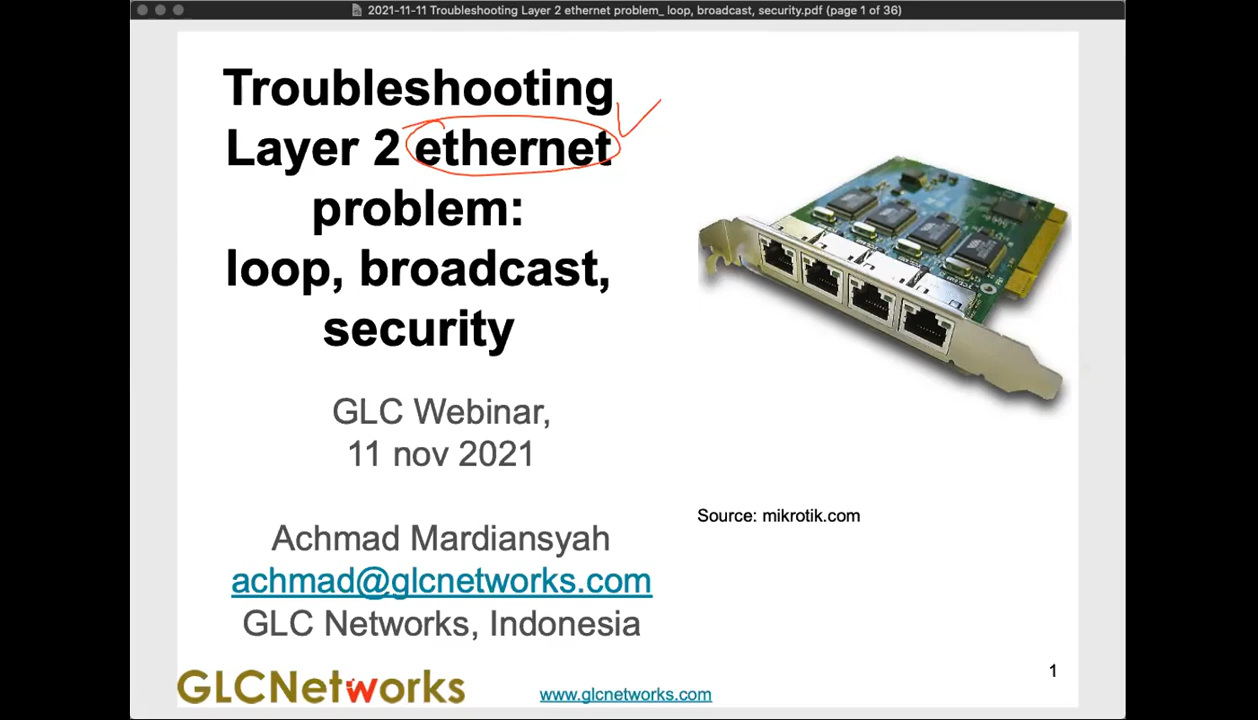 2021-11-11 Troubleshooting Layer 2 ethernet problem_ loop, broadcast, security.pdf (page 1 of 36)
Troubleshooting
Layer 2 ethernet
problem:
loop, broadcast,
security
GLC Webinar,
11 nov 2021
Achmad Mardiansyah
achmad@glcnetworks.com
GLC Networks, Indonesia
Source: mikrotik.com
GLCNetworks
www.glcnetworks.com
1